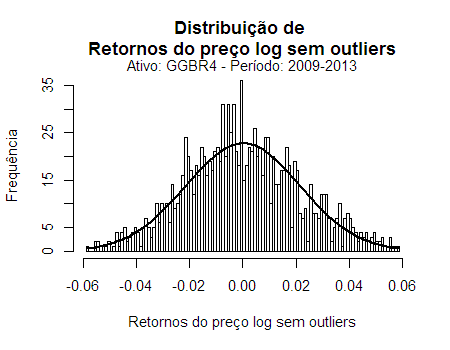 Distribuição de
Retornos do preço log sem outliers
Ativo: GGBR4 - Período: 2009-2013
Frequência
35
25
15
5
0
-0.06
-0.04
-0.02
0.00
0.02
0.04
0.06
Retornos do preço log sem outliers